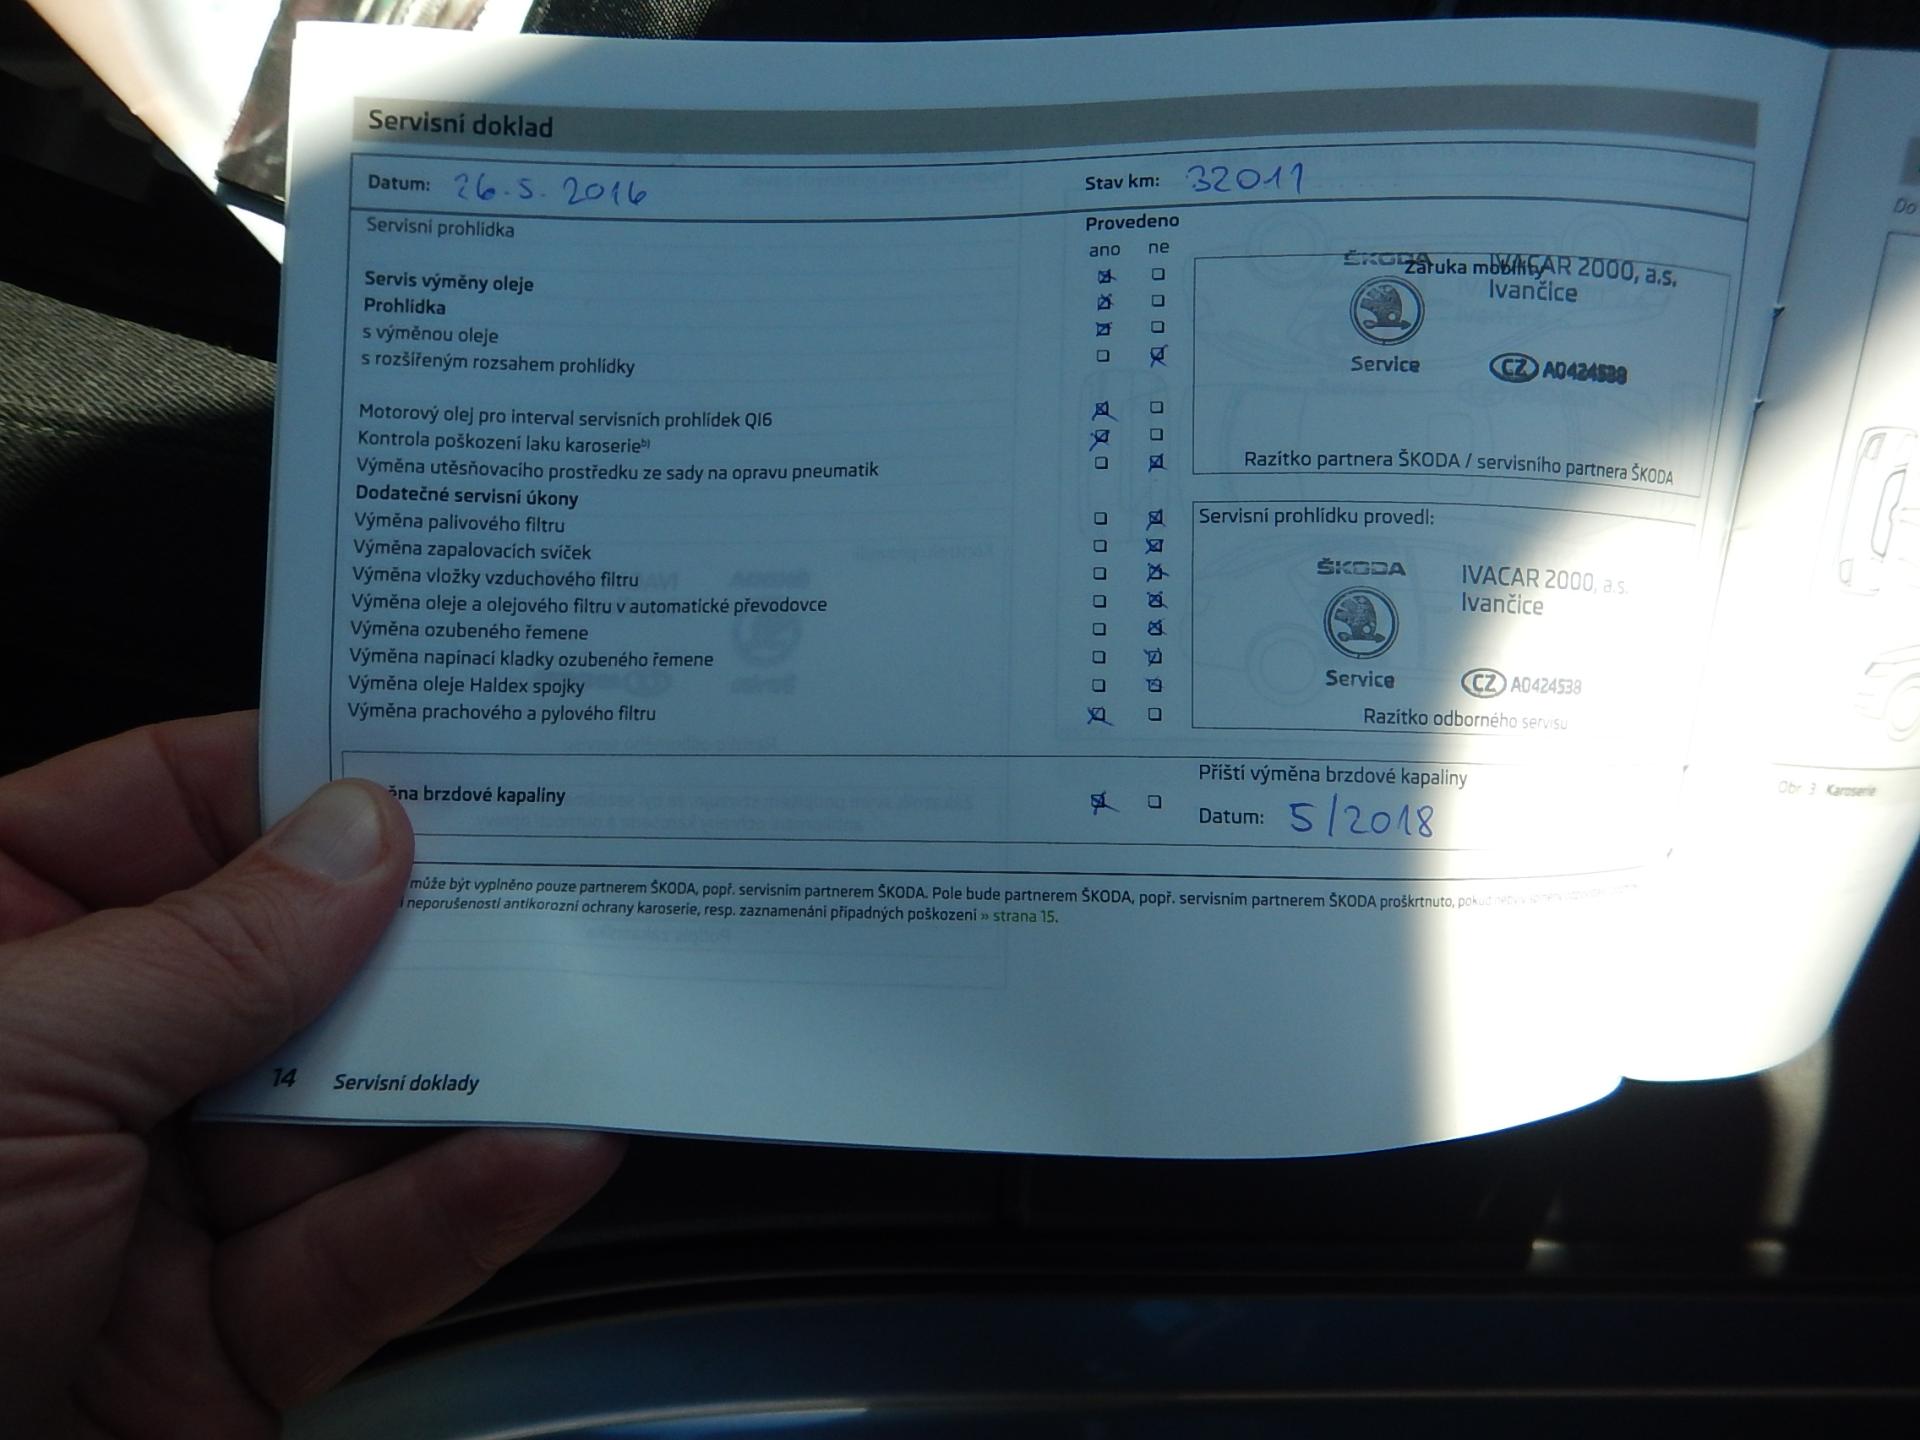 Servisní doklad
Datum: 26.5.2016 Stav km: 32011
Servisní prohlídka Provedeno
ano ne
Servis výměny oleje
Prohlídka
s výměnou oleje
s rozšířeným rozsahem prohlídky
Motorový olej pro interval servisních prohlídek QI6
Kontrola poškození laku karoserie b)
Výměna utěsňovacího prostředku ze sady na opravu pneumatik
Dodatečné servisní úkony
Výměna palivového filtru
Výměna zapalovacích svíček
Výměna vložky vzduchového filtru
Výměna oleje a olejového filtru v automatické převodovce
Výměna ozubeného řemene
Výměna napínací kladky ozubeného řemene
Výměna oleje Haldex spojky
Výměna prachového a pylového filtru
Záruka mobility
ŠKODA IVACAR 2000, a.s.
Ivančice
Service CZ A0424538
Razítko partnera ŠKODA / servisního partnera ŠKODA
Servisní prohlídku provedl:
ŠKODA IVACAR 2000, a.s.
Ivančice
Service CZ A0424538
Razítko odborného servisu
ěna brzdové kapaliny
Příští výměna brzdové kapaliny
Datum: 5/2018
může být vyplněno pouze partnerem ŠKODA, popř. servisním partnerem ŠKODA. Pole bude partnerem ŠKODA, popř. servisním partnerem ŠKODA proškrtnuto, pokud
i neporušenosti antikorozní ochrany karoserie, resp. zaznamenání případných poškození » strana 15.
14 Servisní doklady
Do
Obr. 3 Karoserie